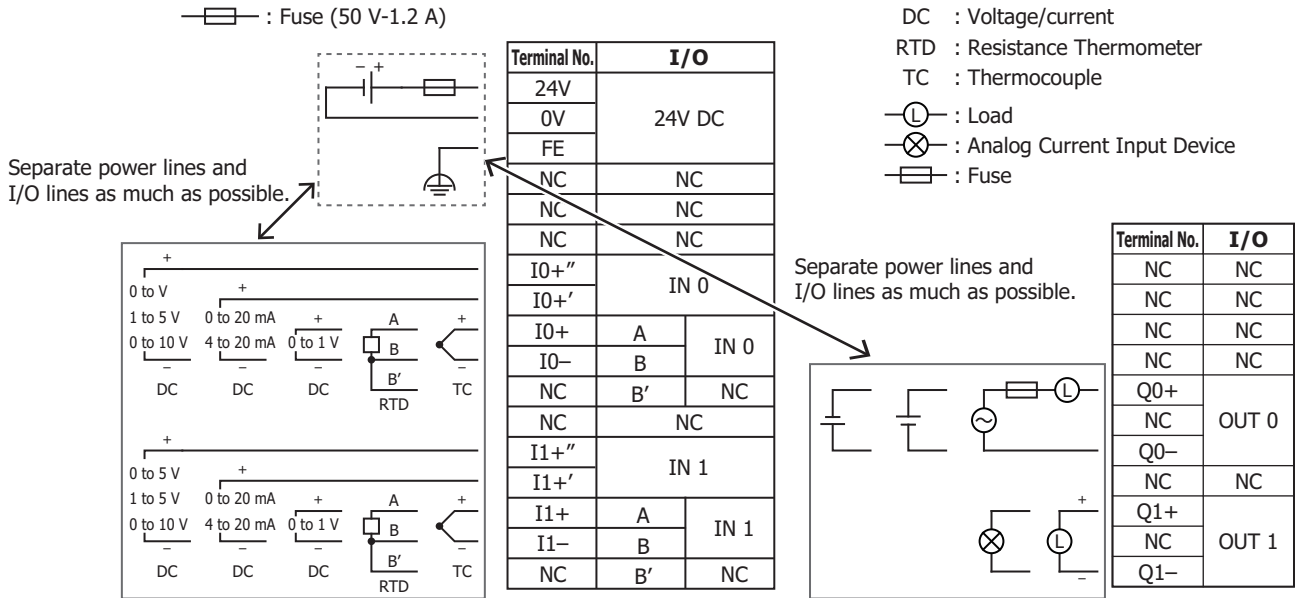 : Fuse (50 V-1.2 A)
DC : Voltage/current
RTD : Resistance Thermometer
TC : Thermocouple
L : Load
: Analog Current Input Device
: Fuse
− +
Separate power lines and
I/O lines as much as possible.
Terminal No. I/O
24V
0V 24V DC
FE
NC NC
NC NC
NC NC
I0+″
I0+′ IN 0
I0+ A
I0− B IN 0
NC B′ NC
NC NC
I1+″
I1+′ IN 1
I1+ A
I1− B IN 1
NC B′ NC
+
0 to V +
1 to 5 V 0 to 20 mA + A +
0 to 10 V 4 to 20 mA 0 to 1 V B
− − − B′ −
DC DC DC RTD TC
+
0 to 5 V +
1 to 5 V 0 to 20 mA + A +
0 to 10 V 4 to 20 mA 0 to 1 V B
− − − B′ −
DC DC DC RTD TC
Separate power lines and
I/O lines as much as possible.
L
+
L
−
Terminal No. I/O
NC NC
NC NC
NC NC
NC NC
Q0+
NC OUT 0
Q0−
NC NC
Q1+
NC OUT 1
Q1−